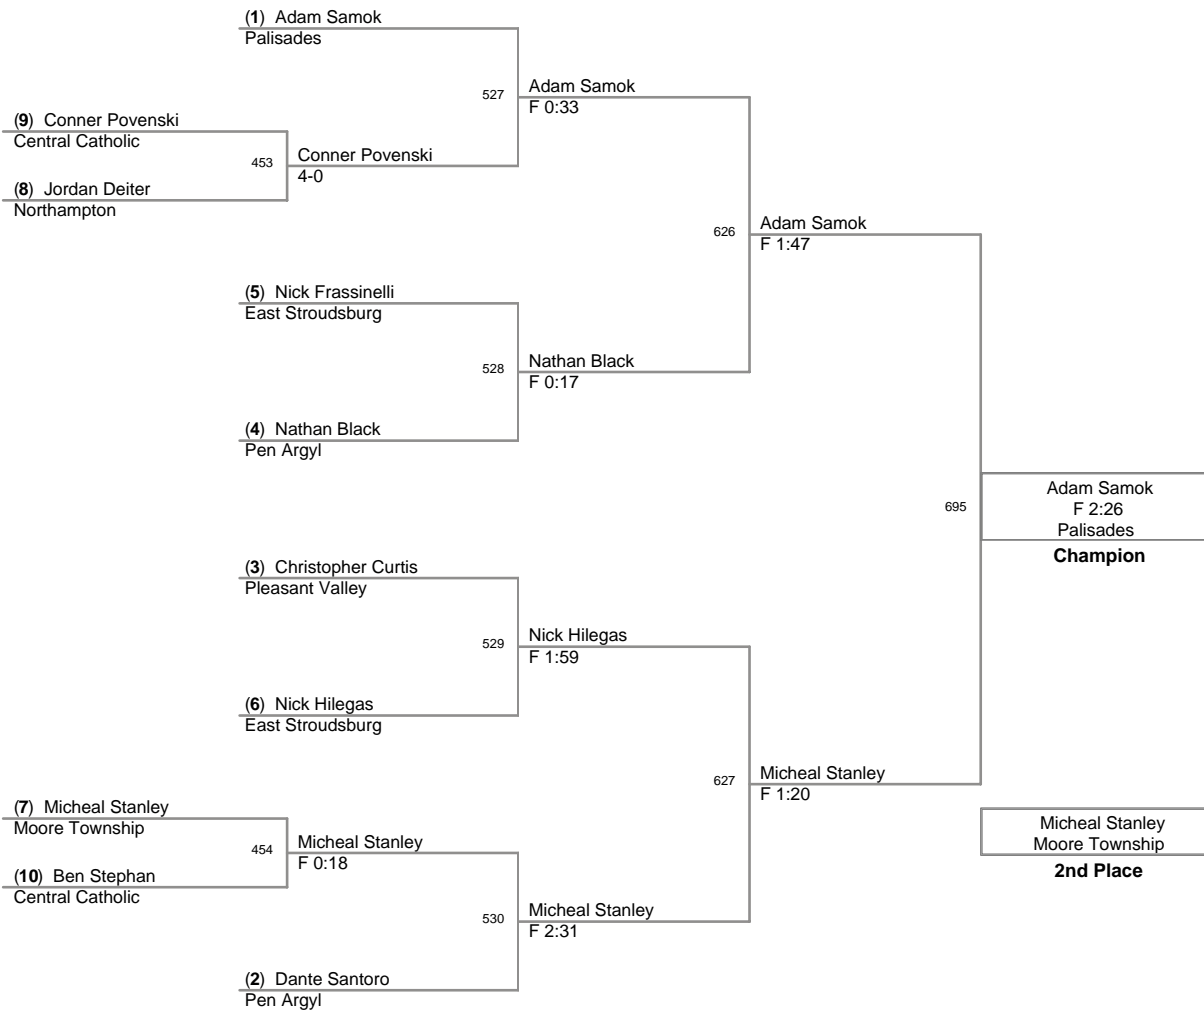 (1) Adam Samok
Palisades
527
Adam Samok
F 0:33
(9) Conner Povenski
Central Catholic
453
Conner Povenski
4-0
(8) Jordan Deiter
Northampton
626
Adam Samok
F 1:47
(5) Nick Frassinelli
East Stroudsburg
528
Nathan Black
F 0:17
(4) Nathan Black
Pen Argyl
695
Adam Samok
F 2:26
Palisades
Champion
(3) Christopher Curtis
Pleasant Valley
529
Nick Hilegas
F 1:59
(6) Nick Hilegas
East Stroudsburg
627
Micheal Stanley
F 1:20
(7) Micheal Stanley
Moore Township
454
Micheal Stanley
F 0:18
(10) Ben Stephan
Central Catholic
530
Micheal Stanley
F 2:31
(2) Dante Santoro
Pen Argyl
Micheal Stanley
Moore Township
2nd Place